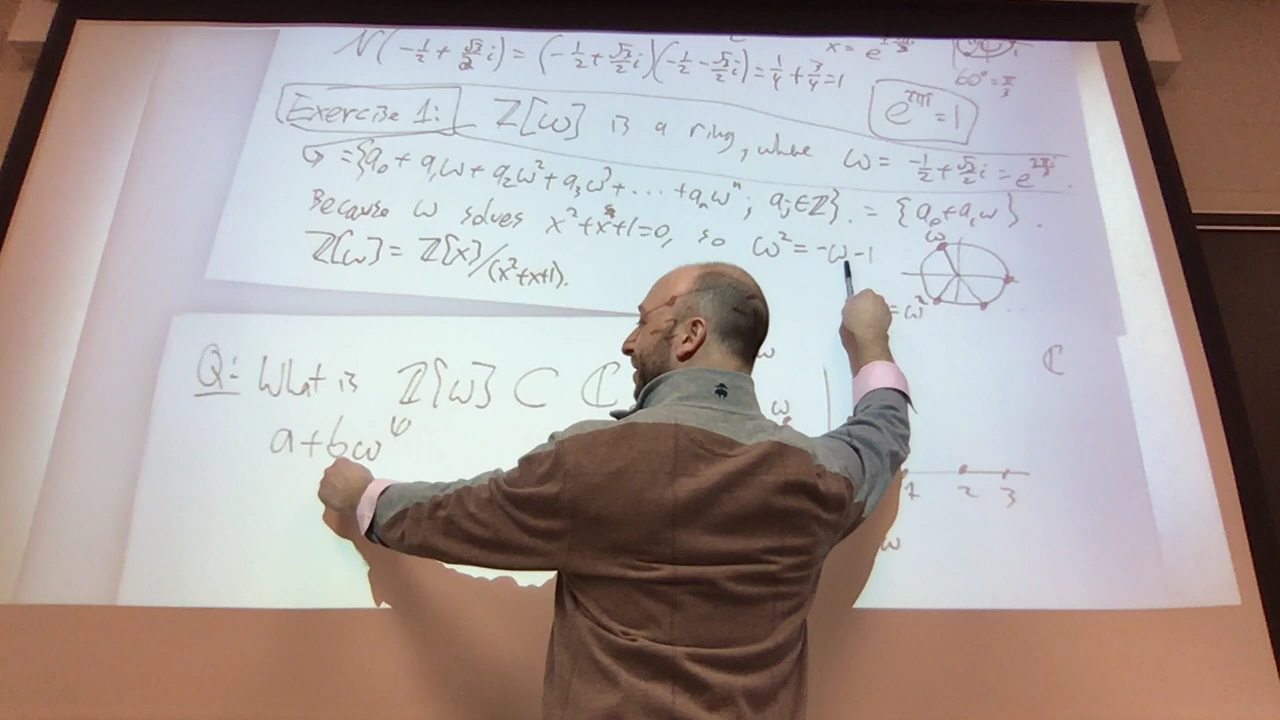 N(-1/2 + √3/2 i) = (-1/2 + √3/2 i)(-1/2 - √3/2 i) = 1/4 + 3/4 = 1
60° = π/3
e^{2πi} = 1
Exercise 1: Z[ω] is a ring, where ω = -1/2 + √3/2 i = e^{2πi/3}.
= {a₀ + a₁ω + a₂ω² + a₃ω³ + ... + aₙωⁿ ; aⱼ∈ℤ}. = {a₀+a₁ω}.
Because ω solves x²+x+1=0, so ω² = -ω-1
ω
ℤ[ω] = ℤ[x]/(x²+x+1).
= ω²
Q: What is ℤ[ω] ⊂ ℂ
ω
ℂ
a+bω
ω
1 2 3
ω